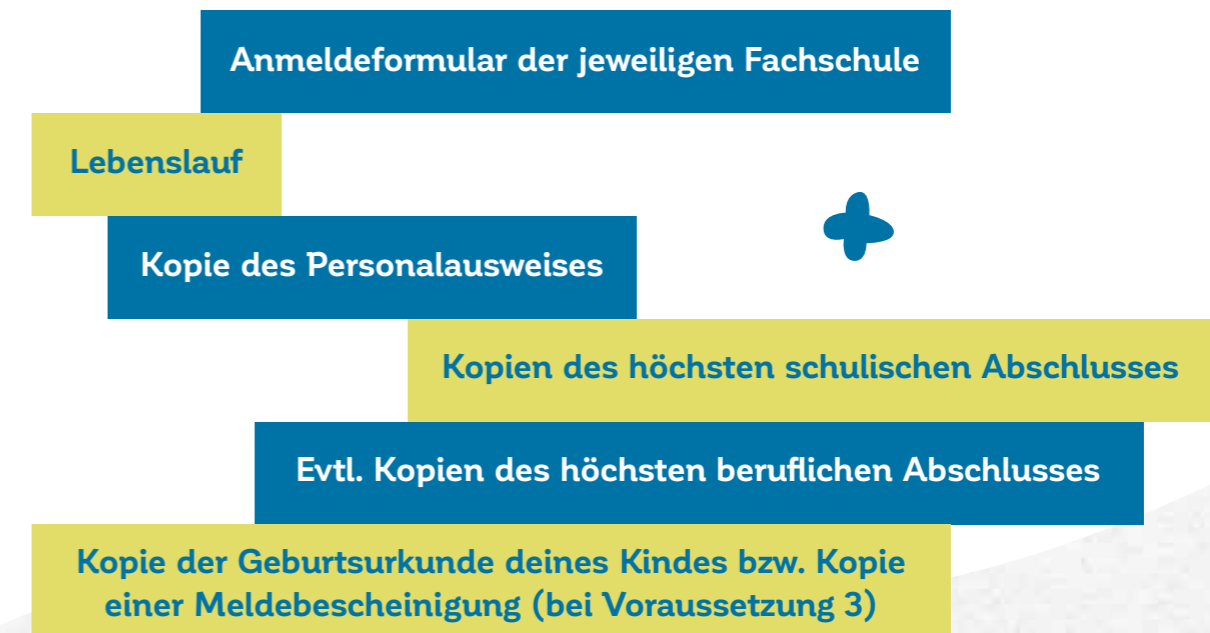 Anmeldeformular der jeweiligen Fachschule
Lebenslauf
Kopie des Personalausweises
Kopien des höchsten schulischen Abschlusses
Evtl. Kopien des höchsten beruflichen Abschlusses
Kopie der Geburtsurkunde deines Kindes bzw. Kopie
einer Meldebescheinigung (bei Voraussetzung 3)